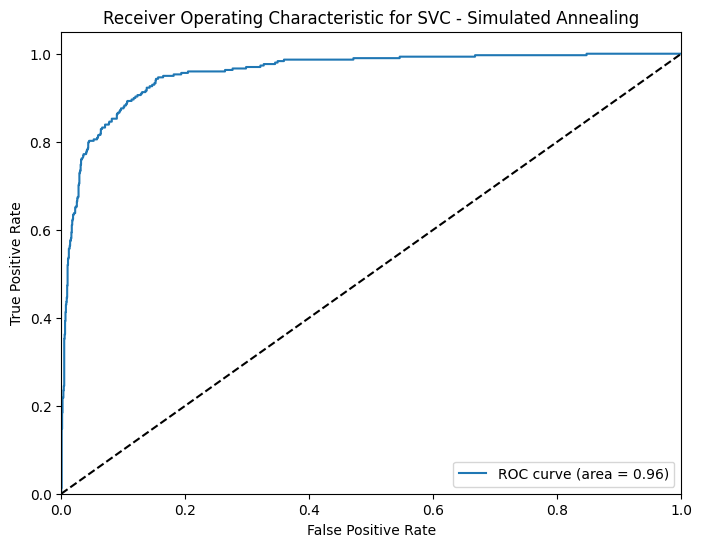 Receiver Operating Characteristic for SVC - Simulated Annealing
1.0
0.8
0.6
0.4
0.2
0.0
True Positive Rate
ROC curve (area = 0.96)
0.0 0.2 0.4 0.6 0.8 1.0
False Positive Rate